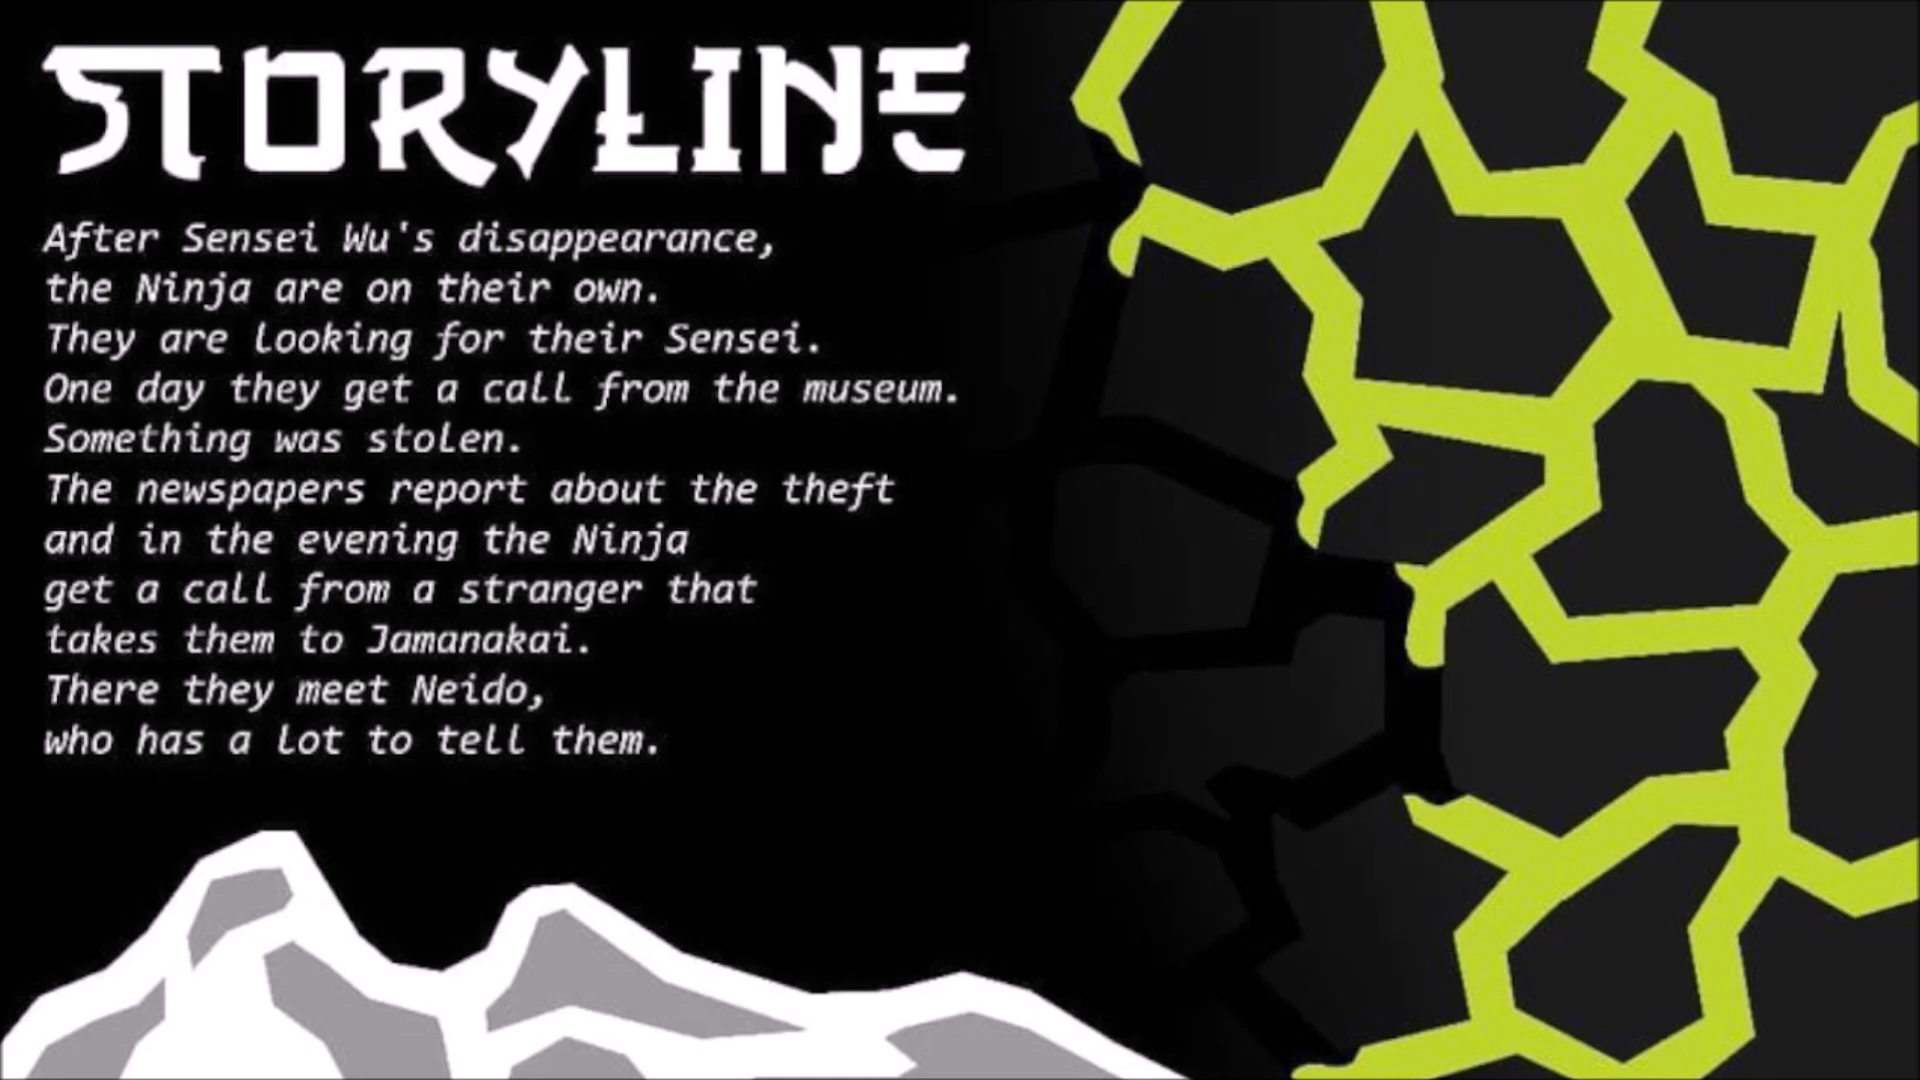 STORYLINE
After Sensei Wu's disappearance,
the Ninja are on their own.
They are looking for their Sensei.
One day they get a call from the museum.
Something was stolen.
The newspapers report about the theft
and in the evening the Ninja
get a call from a stranger that
takes them to Jamanakai.
There they meet Neido,
who has a lot to tell them.